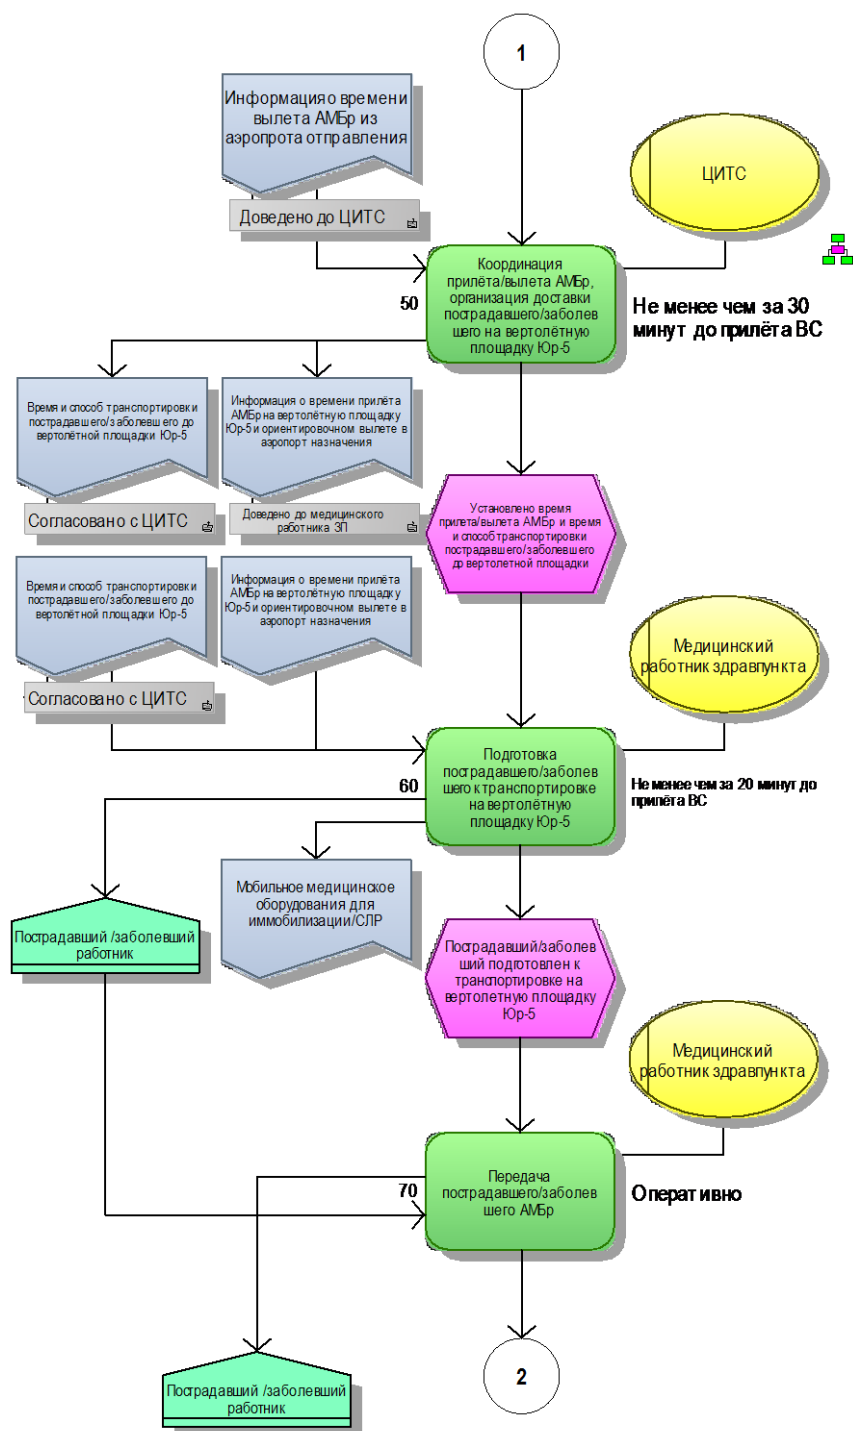 1
Информация о времени
вылета АМБр из
аэропрота отправления
Доведено до ЦИТС
ЦИТС
Координация
прилёта/вылета АМБр,
организация доставки
пострадавшего/заболев
шего на вертолётную
площадку Юр-5
50
Не менее чем за 30
минут до прилёта ВС
Время и способ транспортировки
пострадавшего/заболевшего до
вертолётной площадки Юр-5
Согласовано с ЦИТС
Информация о времени прилёта
АМБр на вертолётную площадку
Юр-5 и ориентировочном вылете в
аэропорт назначения
Доведено до медицинского
работника ЗП
Установлено время
прилета/вылета АМБр и время
и способ транспортировки
пострадавшего/заболевшего
до вертолетной площадки
Время и способ транспортировки
пострадавшего/заболевшего до
вертолётной площадки Юр-5
Согласовано с ЦИТС
Информация о времени прилёта
АМБр на вертолётную площадку
Юр-5 и ориентировочном вылете в
аэропорт назначения
Медицинский
работник здравпункта
Подготовка
пострадавшего/заболев
шего к транспортировке
на вертолётную
площадку Юр-5
60
Не менее чем за 20 минут до
прилёта ВС
Мобильное медицинское
оборудования для
иммобилизации/СЛР
Пострадавший /заболевший
работник
Пострадавший/заболев
ший подготовлен к
транспортировке на
вертолетную площадку
Юр-5
Медицинский
работник здравпункта
Передача
пострадавшего/заболев
шего АМБр
70
Оперативно
2
Пострадавший /заболевший
работник